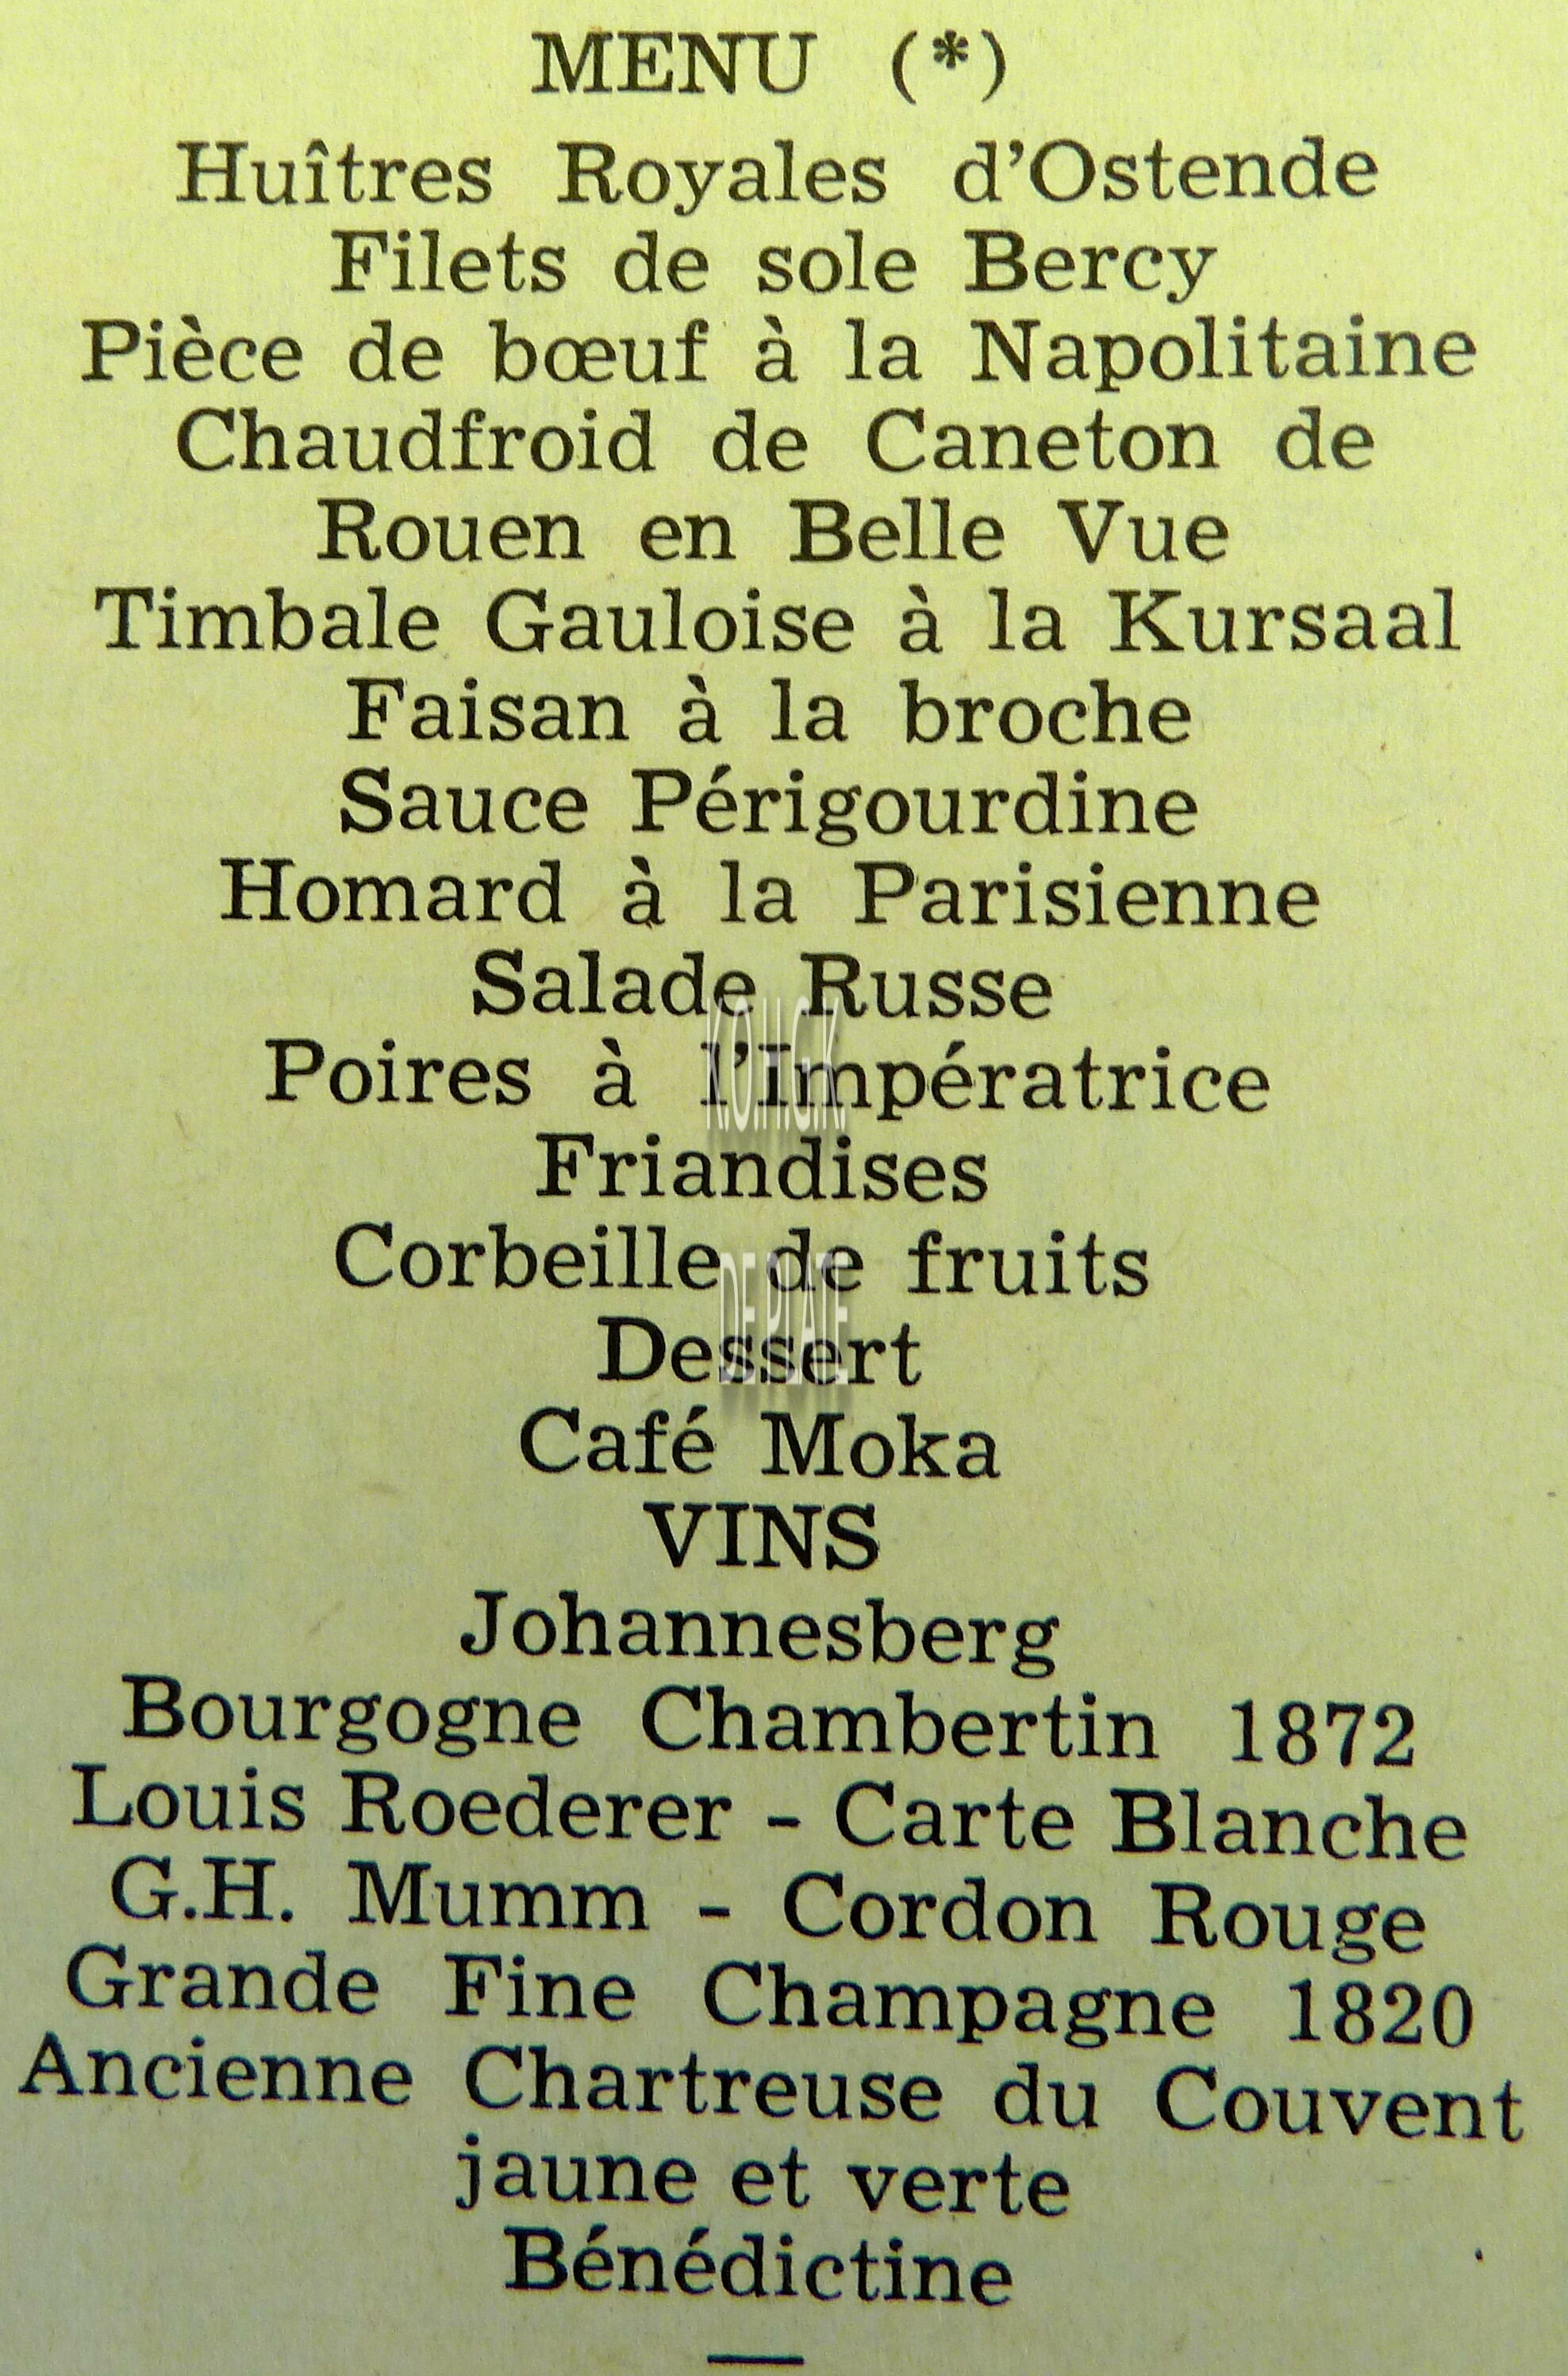 MENU (*)
Huîtres Royales d'Ostende
Filets de sole Bercy
Pièce de bœuf à la Napolitaine
Chaudfroid de Caneton de
Rouen en Belle Vue
Timbale Gauloise à la Kursaal
Faisan à la broche
Sauce Périgourdine
Homard à la Parisienne
Salade Russe
Poires à l'Impératrice
Friandises
Corbeille de fruits
Dessert
Café Moka
VINS
Johannesberg
Bourgogne Chambertin 1872
Louis Roederer - Carte Blanche
G.H. Mumm - Cordon Rouge
Grande Fine Champagne 1820
Ancienne Chartreuse du Couvent
jaune et verte
Bénédictine
DE PLATE